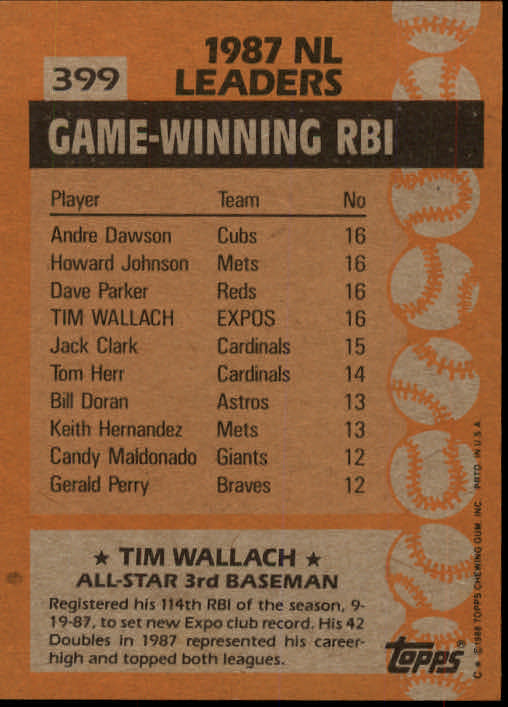 1987 NL
399 LEADERS
GAME-WINNING RBI
Player Team No
Andre Dawson Cubs 16
Howard Johnson Mets 16
Dave Parker Reds 16
TIM WALLACH EXPOS 16
Jack Clark Cardinals 15
Tom Herr Cardinals 14
Bill Doran Astros 13
Keith Hernandez Mets 13
Candy Maldonado Giants 12
Gerald Perry Braves 12
★ TIM WALLACH ★
ALL-STAR 3rd BASEMAN
Registered his 114th RBI of the season, 9-
19-87, to set new Expo club record. His 42
Doubles in 1987 represented his career-
high and topped both leagues.
topps®
C★ ©1988 TOPPS CHEWING GUM, INC. PRTD. IN U.S.A.